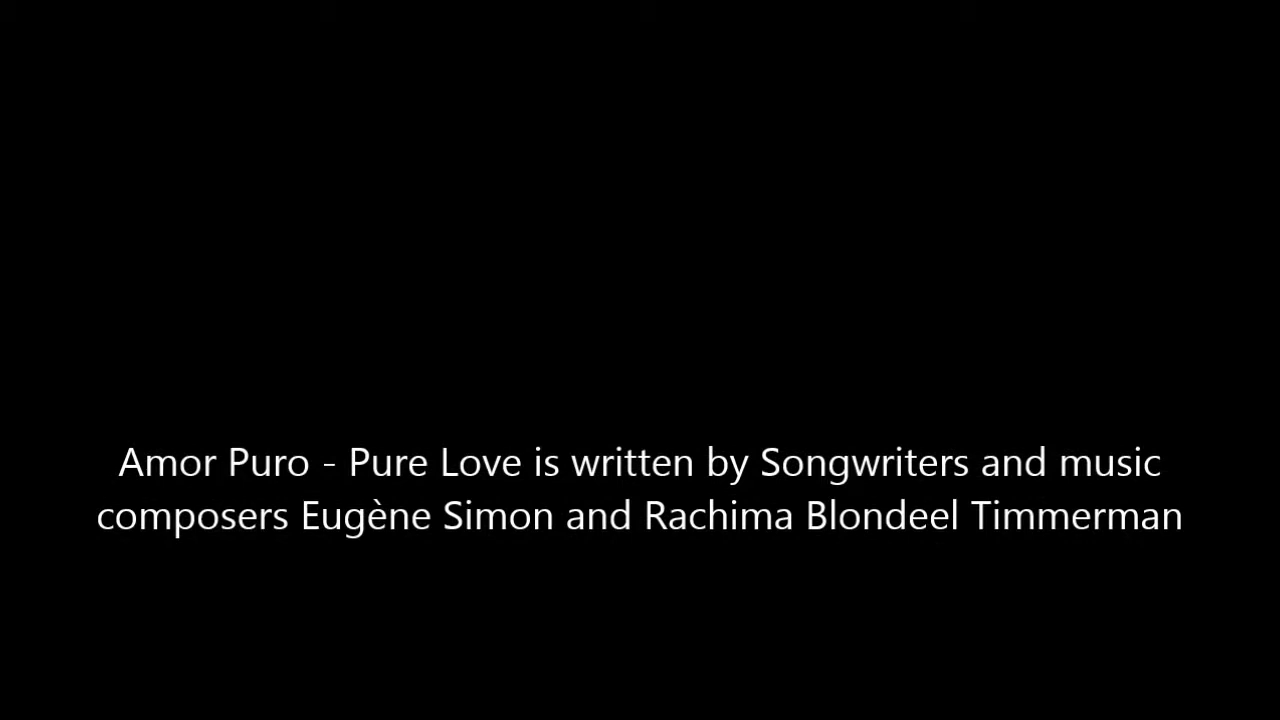 Amor Puro - Pure Love is written by Songwriters and music
composers Eugène Simon and Rachima Blondeel Timmerman